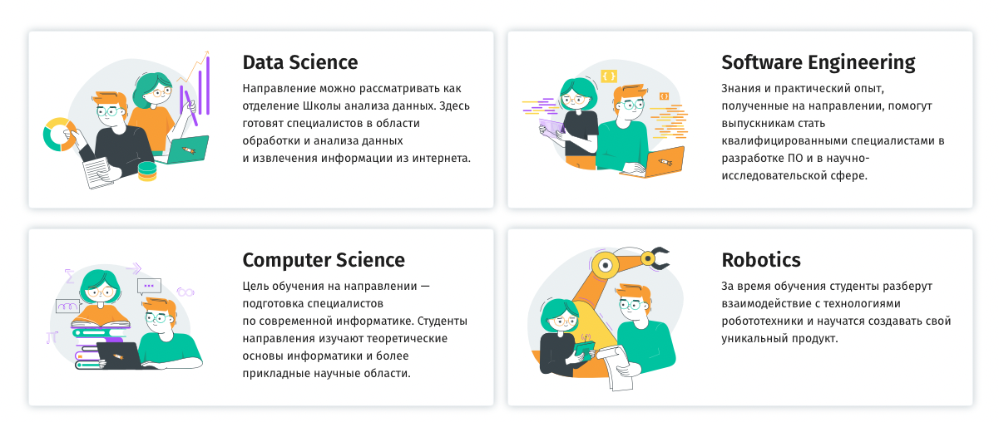 Data Science
Направление можно рассматривать как
отделение Школы анализа данных. Здесь
готовят специалистов в области
обработки и анализа данных
и извлечения информации из интернета.
Software Engineering
Знания и практический опыт,
полученные на направлении, помогут
выпускникам стать
квалифицированными специалистами в
разработке ПО и в научно-
исследовательской сфере.
Computer Science
Цель обучения на направлении —
подготовка специалистов
по современной информатике. Студенты
направления изучают теоретические
основы информатики и более
прикладные научные области.
Robotics
За время обучения студенты разберут
взаимодействие с технологиями
робототехники и научатся создавать свой
уникальный продукт.